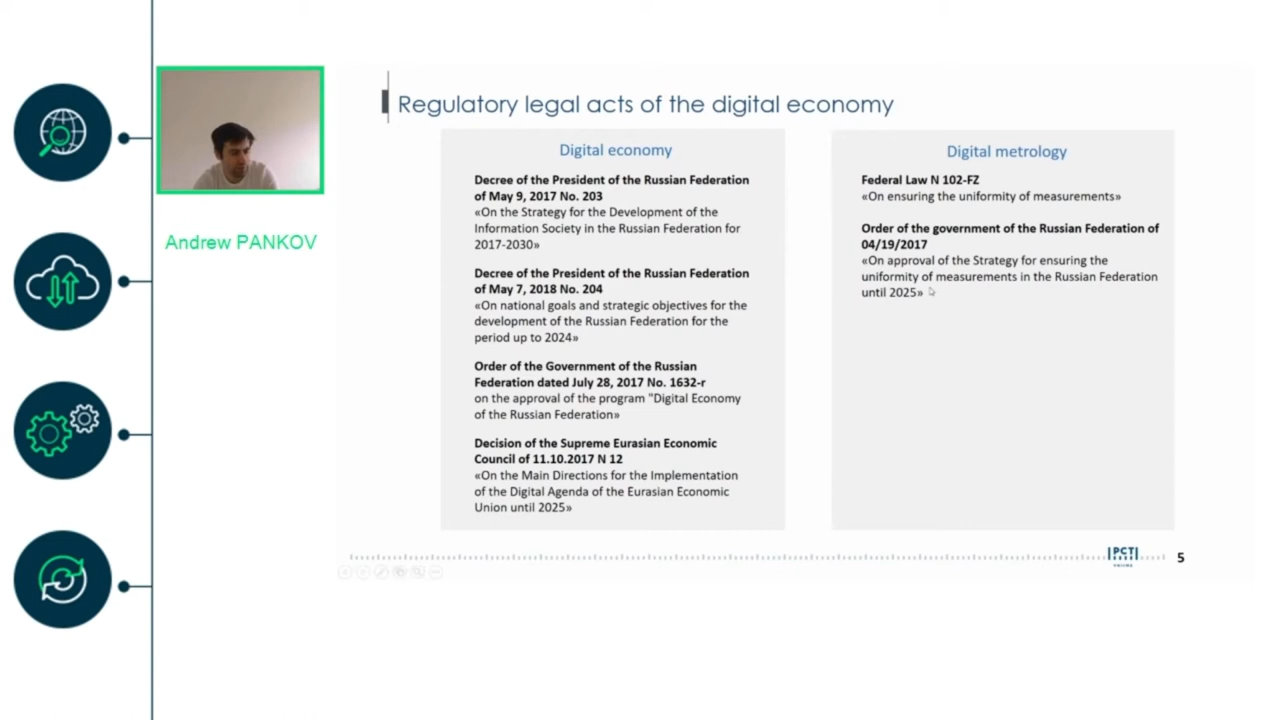 Regulatory legal acts of the digital economy
Andrew PANKOV
Digital economy
Decree of the President of the Russian Federation
of May 9, 2017 No. 203
«On the Strategy for the Development of the
Information Society in the Russian Federation for
2017-2030»
Decree of the President of the Russian Federation
of May 7, 2018 No. 204
«On national goals and strategic objectives for the
development of the Russian Federation for the
period up to 2024»
Order of the Government of the Russian
Federation dated July 28, 2017 No. 1632-r
on the approval of the program "Digital Economy
of the Russian Federation»
Decision of the Supreme Eurasian Economic
Council of 11.10.2017 N 12
«On the Main Directions for the Implementation
of the Digital Agenda of the Eurasian Economic
Union until 2025»
Digital metrology
Federal Law N 102-FZ
«On ensuring the uniformity of measurements»
Order of the government of the Russian Federation of
04/19/2017
«On approval of the Strategy for ensuring the
uniformity of measurements in the Russian Federation
until 2025»
РСТ
5